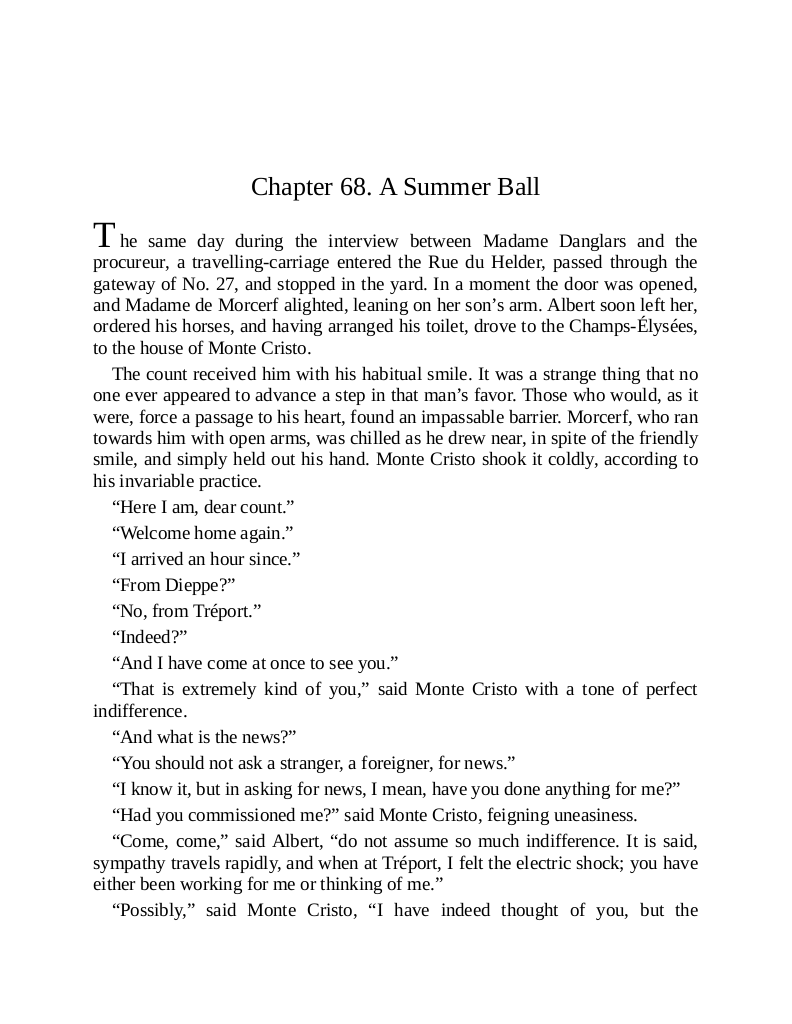 Chapter 68. A Summer Ball
The same day during the interview between Madame Danglars and the
procureur, a travelling-carriage entered the Rue du Helder, passed through the
gateway of No. 27, and stopped in the yard. In a moment the door was opened,
and Madame de Morcerf alighted, leaning on her son’s arm. Albert soon left her,
ordered his horses, and having arranged his toilet, drove to the Champs-Élysées,
to the house of Monte Cristo.
The count received him with his habitual smile. It was a strange thing that no
one ever appeared to advance a step in that man’s favor. Those who would, as it
were, force a passage to his heart, found an impassable barrier. Morcerf, who ran
towards him with open arms, was chilled as he drew near, in spite of the friendly
smile, and simply held out his hand. Monte Cristo shook it coldly, according to
his invariable practice.
“Here I am, dear count.”
“Welcome home again.”
“I arrived an hour since.”
“From Dieppe?”
“No, from Tréport.”
“Indeed?”
“And I have come at once to see you.”
“That is extremely kind of you,” said Monte Cristo with a tone of perfect
indifference.
“And what is the news?”
“You should not ask a stranger, a foreigner, for news.”
“I know it, but in asking for news, I mean, have you done anything for me?”
“Had you commissioned me?” said Monte Cristo, feigning uneasiness.
“Come, come,” said Albert, “do not assume so much indifference. It is said,
sympathy travels rapidly, and when at Tréport, I felt the electric shock; you have
either been working for me or thinking of me.”
“Possibly,” said Monte Cristo, “I have indeed thought of you, but the